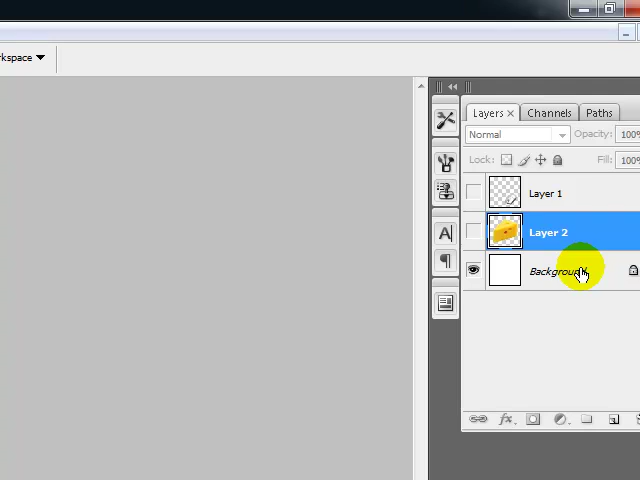 rkspace
Layers × Channels Paths
Normal Opacity: 100%
Lock: Fill: 100%
Layer 1
Layer 2
Background